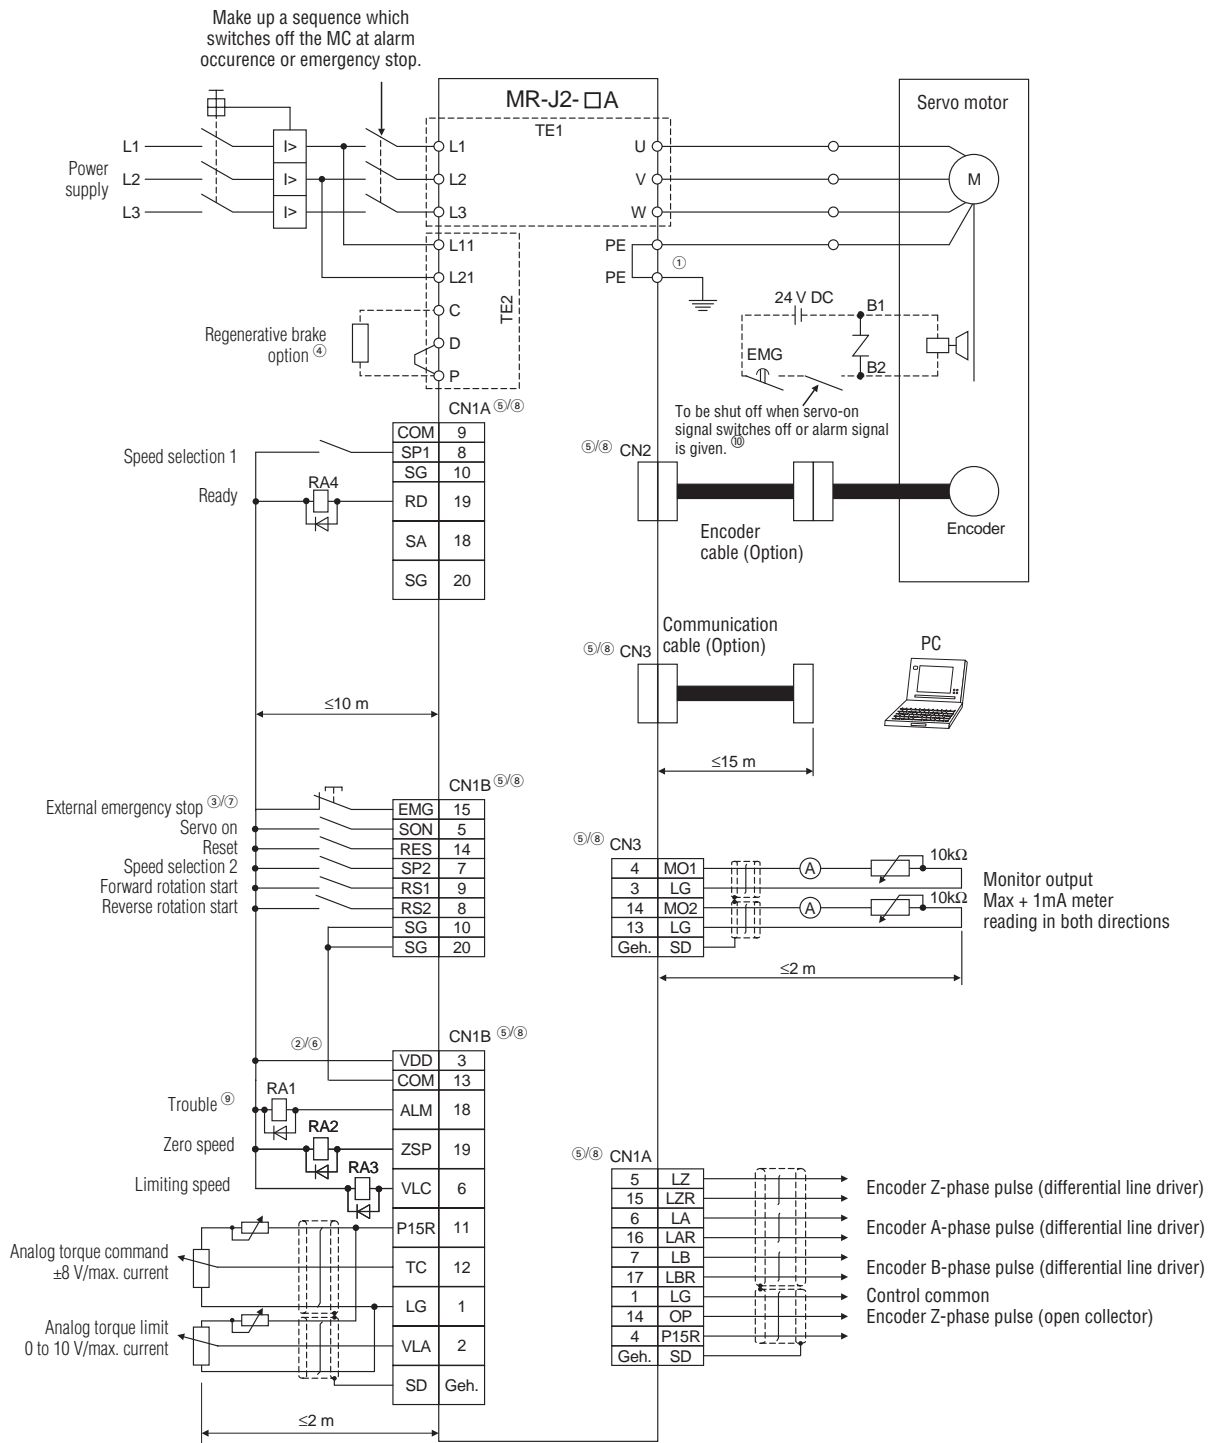 Make up a sequence which
switches off the MC at alarm
occurence or emergency stop.
MR-J2-□A
Servo motor
TE1
L1
I>
L1
U
Power
supply
L2
I>
L2
V
M
L3
I>
L3
W
L11
PE
①
L21
PE
TE2
C
24 V DC
B1
Regenerative brake
option ④
D
EMG
P
B2
To be shut off when servo-on
signal switches off or alarm signal
is given. ⑩
CN1A ⑤/⑧
COM 9
Speed selection 1
SP1 8
SG 10
Ready
RA4
RD 19
SA 18
SG 20
⑤/⑧ CN2
Encoder
cable (Option)
Encoder
Communication
cable (Option)
⑤/⑧ CN3
PC
≤10 m
≤15 m
CN1B ⑤/⑧
External emergency stop ③/⑦
EMG 15
Servo on
SON 5
Reset
RES 14
Speed selection 2
SP2 7
Forward rotation start
RS1 9
Reverse rotation start
RS2 8
SG 10
SG 20
⑤/⑧ CN3
4 MO1
A
10kΩ
3 LG
14 MO2
A
10kΩ
13 LG
Geh. SD
Monitor output
Max + 1mA meter
reading in both directions
≤2 m
②/⑥
CN1B ⑤/⑧
VDD 3
COM 13
Trouble ⑨
RA1
ALM 18
Zero speed
RA2
ZSP 19
Limiting speed
RA3
VLC 6
P15R 11
Analog torque command
±8 V/max. current
TC 12
LG 1
Analog torque limit
0 to 10 V/max. current
VLA 2
SD Geh.
≤2 m
⑤/⑧ CN1A
5 LZ
Encoder Z-phase pulse (differential line driver)
15 LZR
6 LA
Encoder A-phase pulse (differential line driver)
16 LAR
7 LB
Encoder B-phase pulse (differential line driver)
17 LBR
1 LG
Control common
14 OP
Encoder Z-phase pulse (open collector)
4 P15R
Geh. SD